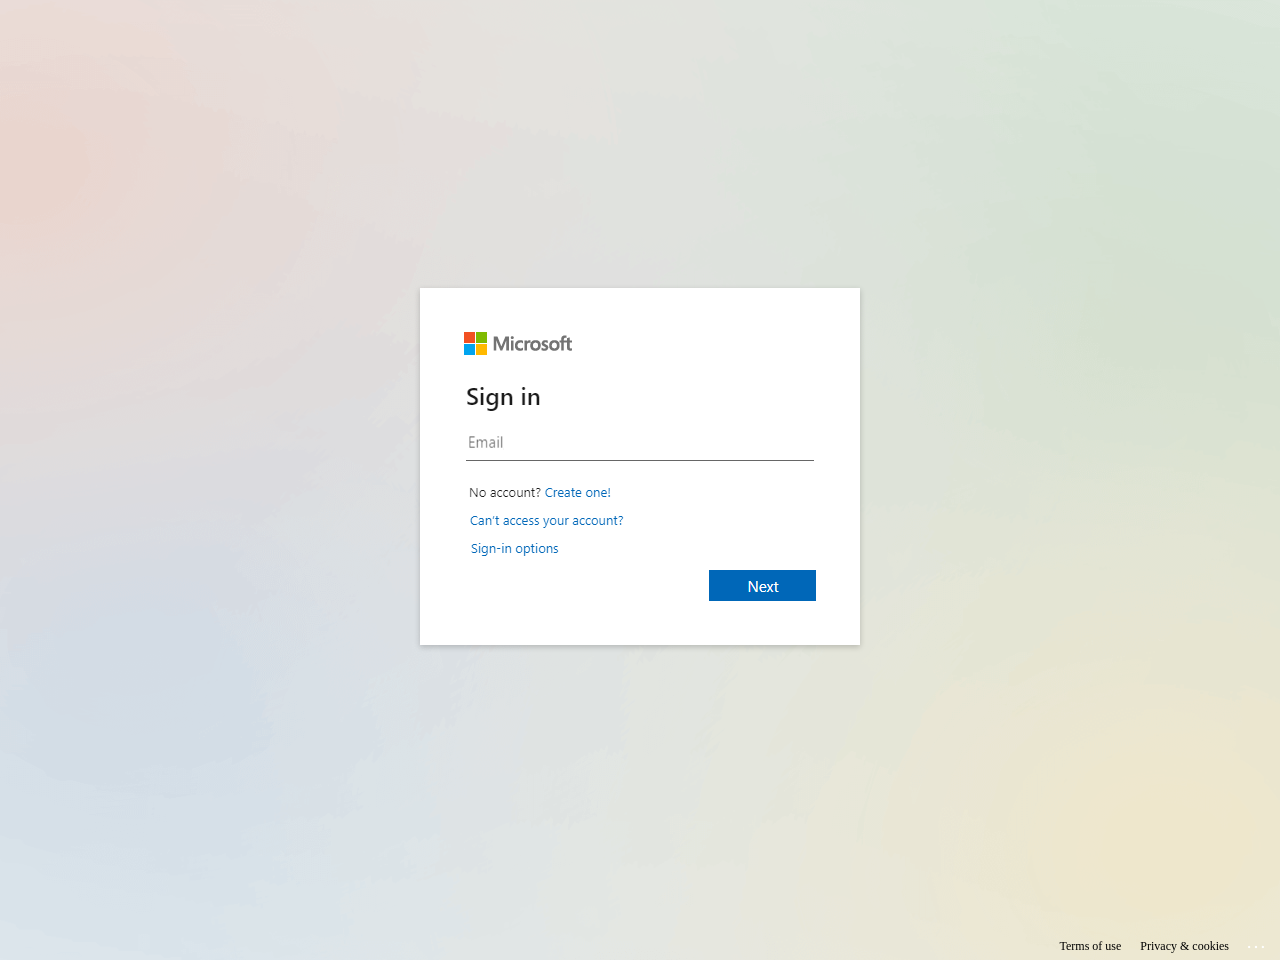 Microsoft
Sign in
Email
No account? Create one!
Can’t access your account?
Sign-in options
Next
Terms of use Privacy & cookies ...